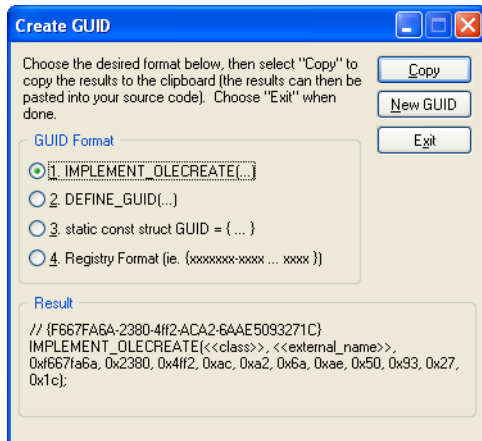 Create GUID
Choose the desired format below, then select "Copy" to
copy the results to the clipboard (the results can then be
pasted into your source code). Choose "Exit" when
done.
Copy
New GUID
Exit
GUID Format
1. IMPLEMENT_OLECREATE(...)
2. DEFINE_GUID(...)
3. static const struct GUID = { ... }
4. Registry Format (ie. {xxxxxxx-xxxx ... xxxx })
Result
// {F667FA6A-2380-4ff2-ACA2-6AAE5093271C}
IMPLEMENT_OLECREATE(<<class>>, <<external_name>>,
0xf667fa6a, 0x2380, 0x4ff2, 0xac, 0xa2, 0x6a, 0xae, 0x50, 0x93, 0x27,
0x1c);